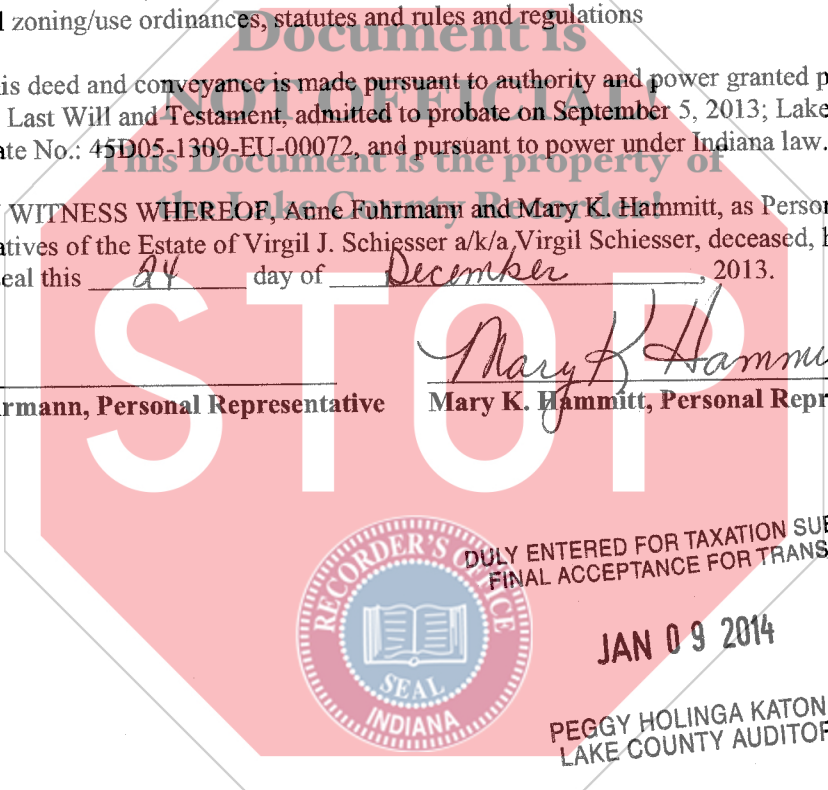 l zoning/use ordinances, statutes and rules and regulations
Document is
is deed and conveyance is made pursuant to authority and power granted p
NOT OFFICIAL
Last Will and Testament, admitted to probate on September 5, 2013; Lake
ate No.: 45D05-1309-EU-00072, and pursuant to power under Indiana law.
This Document is the property of
the Lake County Recorder!
WITNESS WHEREOF, Anne Fuhrmann and Mary K. Hammitt, as Person
atives of the Estate of Virgil J. Schiesser a/k/a Virgil Schiesser, deceased, h
eal this 24 day of December, 2013.
STOP
Mary K Hammi
rmann, Personal Representative Mary K. Hammitt, Personal Repr
RECORDER'S OFFICE
SEAL
INDIANA
DULY ENTERED FOR TAXATION SUB
FINAL ACCEPTANCE FOR TRANS
JAN 09 2014
PEGGY HOLINGA KATON
LAKE COUNTY AUDITOR